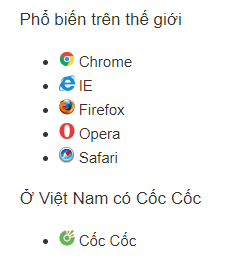 Phổ biến trên thế giới
Chrome
IE
Firefox
Opera
Safari
Ở Việt Nam có Cốc Cốc
Cốc Cốc